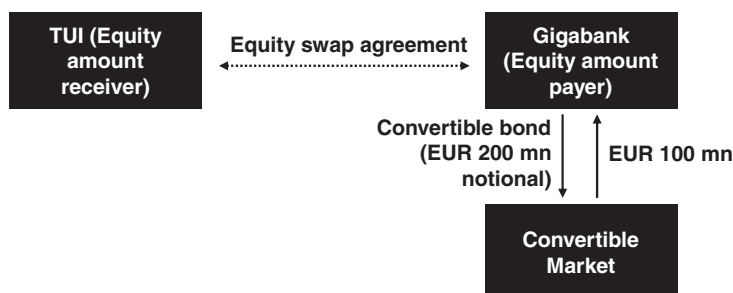 TUI (Equity
amount
receiver)
Equity swap agreement
Gigabank
(Equity amount
payer)
Convertible bond
(EUR 200 mn
notional)
EUR 100 mn
Convertible
Market